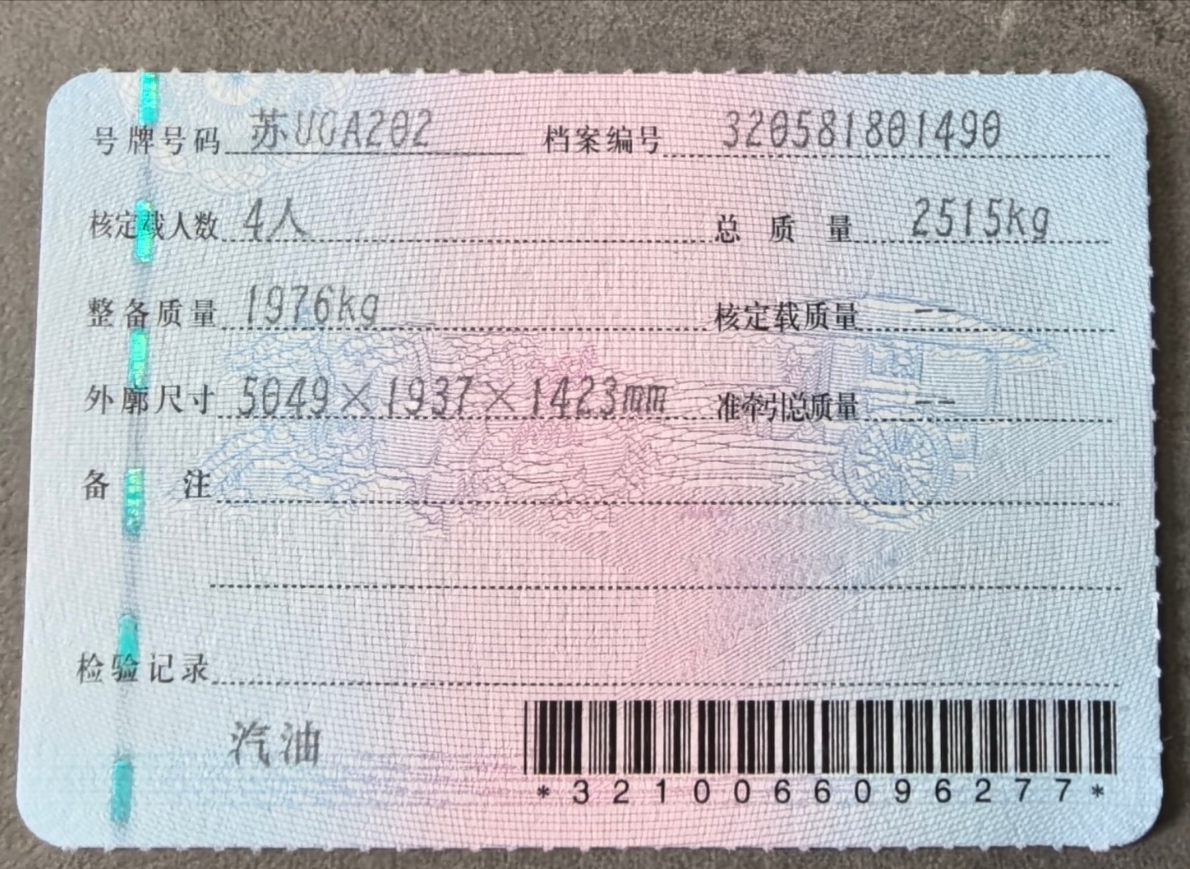 号牌号码 苏U0A202 档案编号 320581801490
核定载人数 4人 总质量 2515kg
整备质量 1976kg 核定载质量 --
外廓尺寸 5049×1937×1423mm 准牵引总质量 --
备注
检验记录
汽油
*3210066096277*